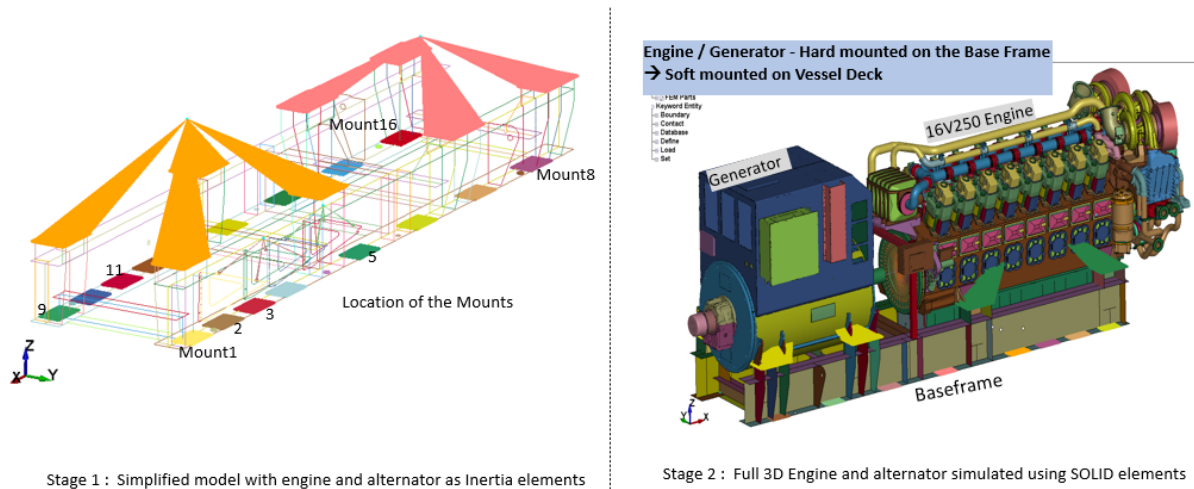 Mount16
Mount8
11
5
9
Location of the Mounts
3
2
Mount1
Z
X
Y
Stage 1 : Simplified model with engine and alternator as Inertia elements
Engine / Generator - Hard mounted on the Base Frame
→ Soft mounted on Vessel Deck
FEM Parts
Keyword Entity
Boundary
Contact
Database
Define
Load
Set
16V250 Engine
Generator
Baseframe
Z
Y
X
Stage 2 : Full 3D Engine and alternator simulated using SOLID elements